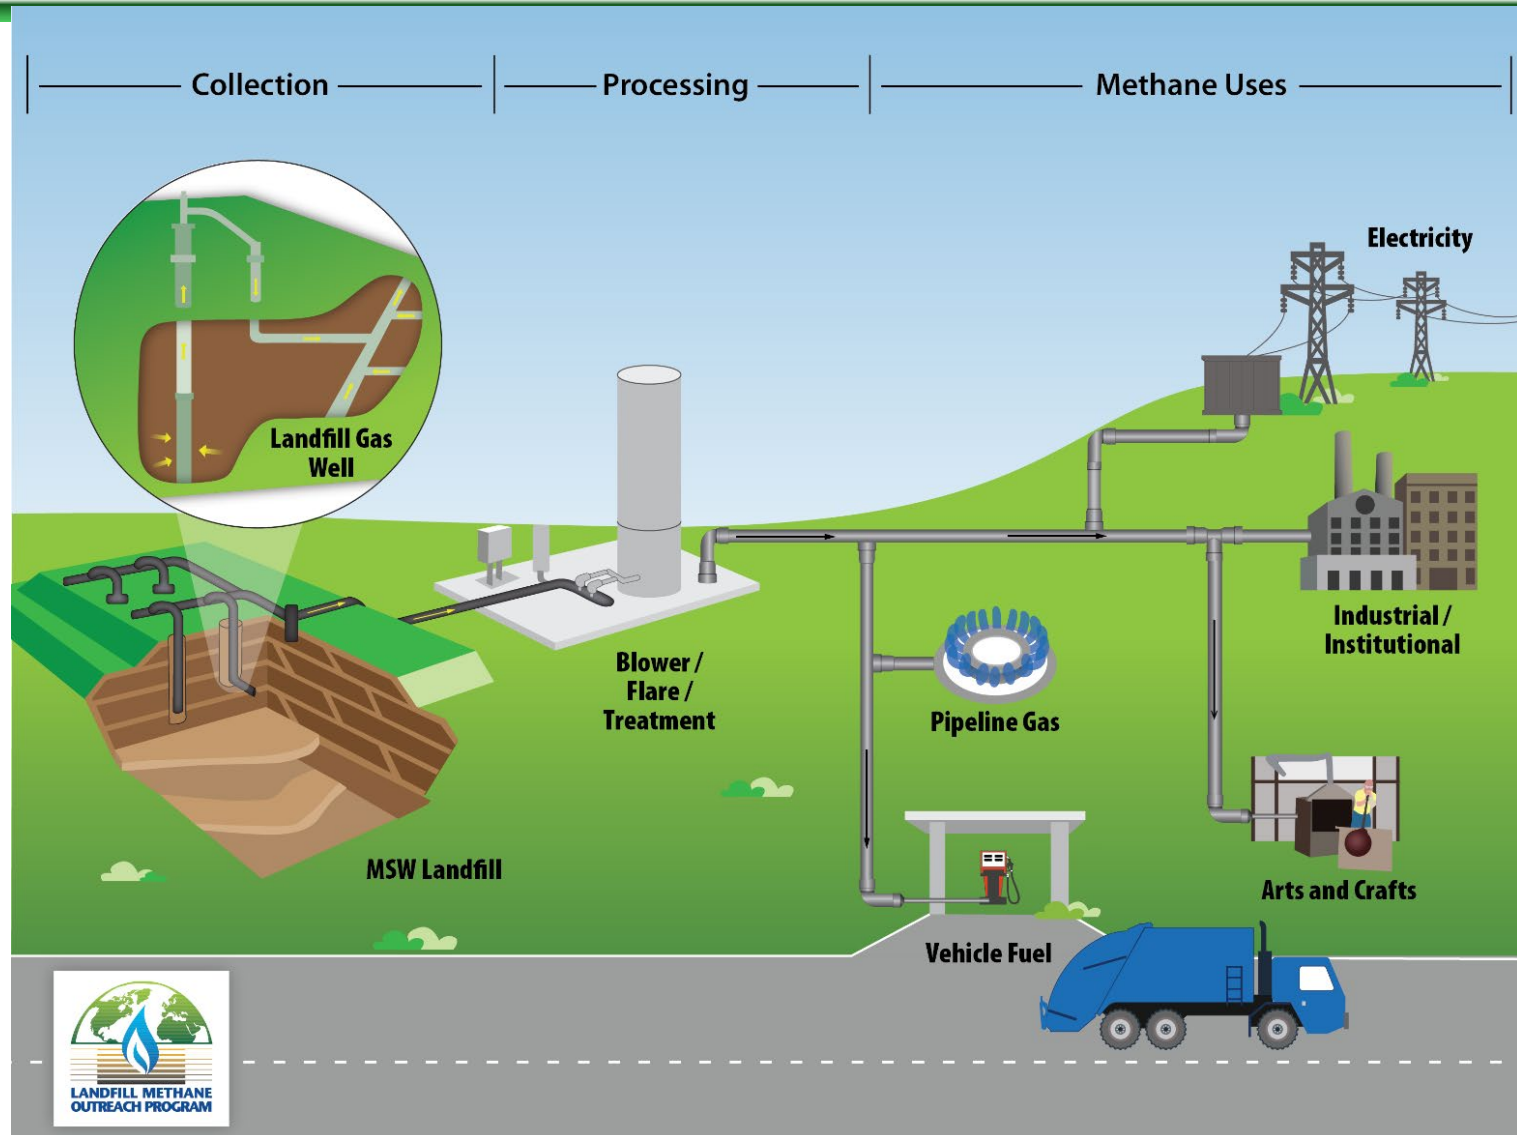 Collection
Processing
Methane Uses
Electricity
Landfill Gas
Well
Industrial /
Institutional
Blower /
Flare /
Treatment
Pipeline Gas
MSW Landfill
Arts and Crafts
Vehicle Fuel
LANDFILL METHANE
OUTREACH PROGRAM